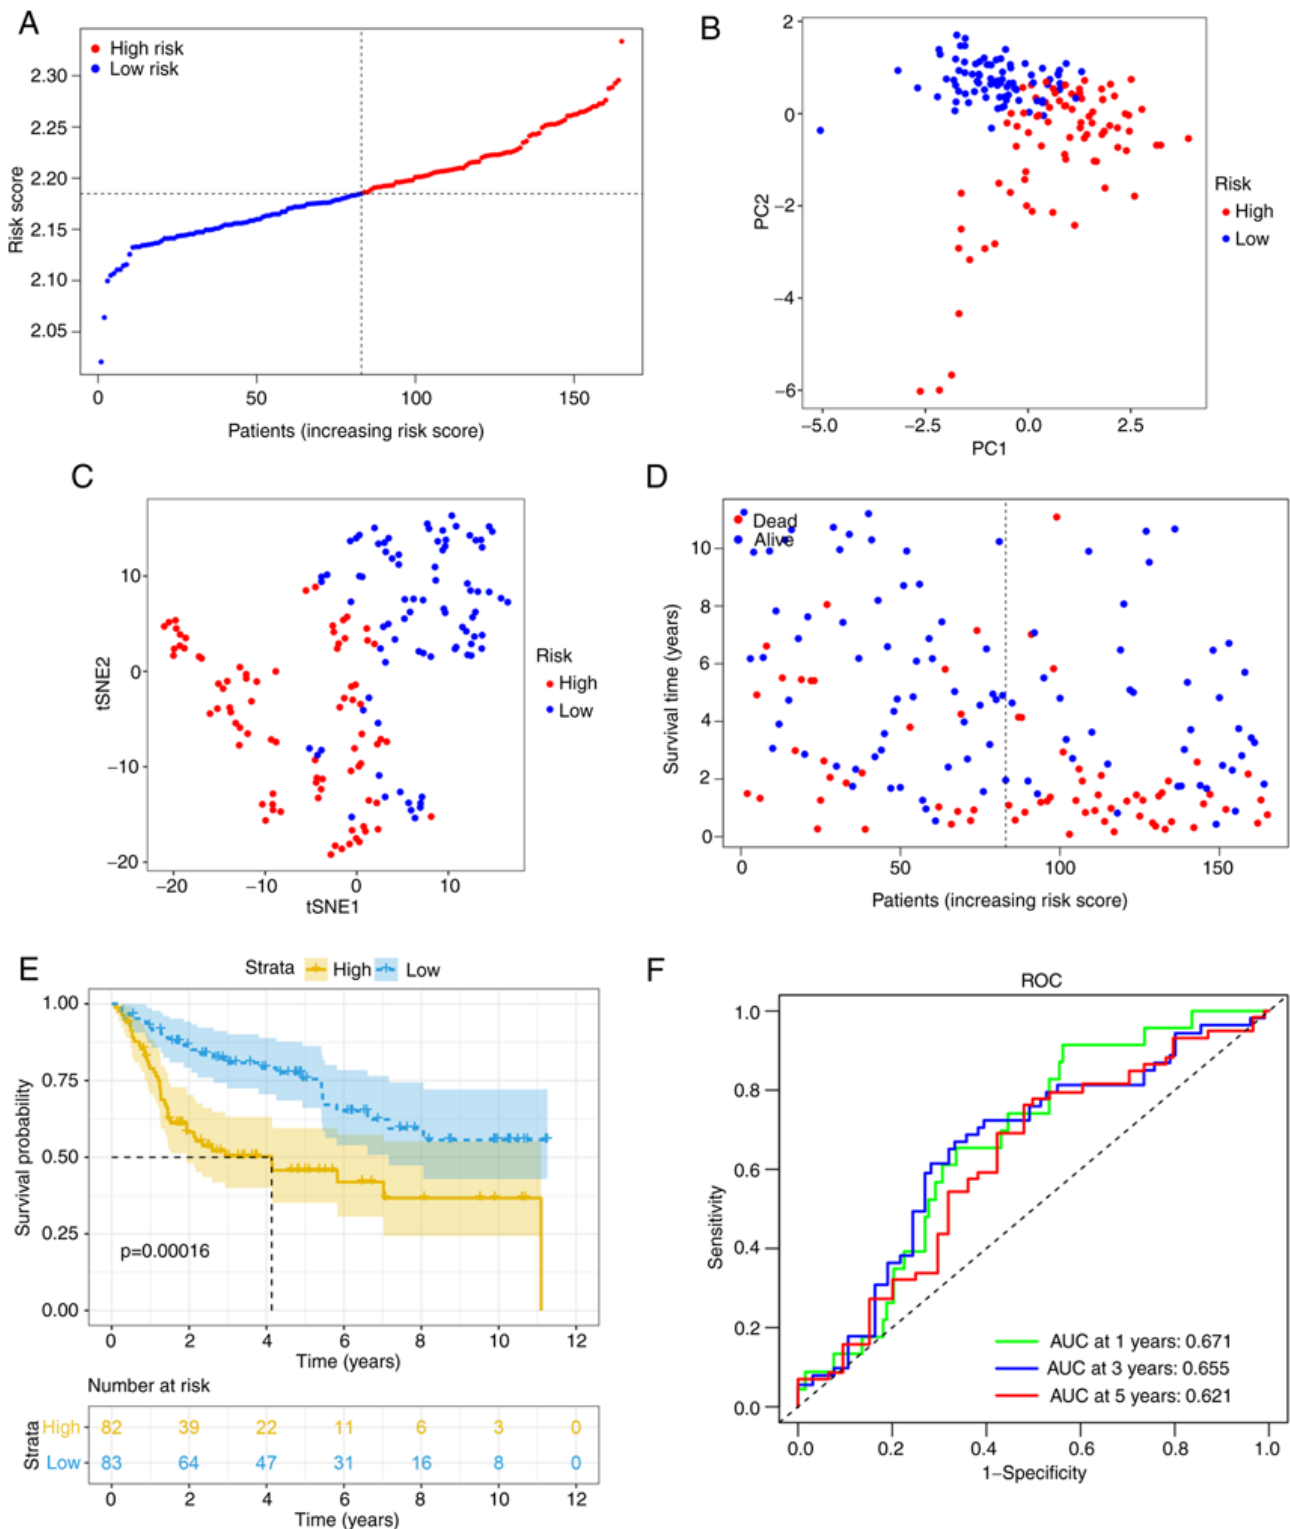 A
High risk
Low risk
2.30
2.25
2.20
2.15
2.10
2.05
Risk score
0 50 100 150
Patients (increasing risk score)
B
2
0
−2
−4
−6
PC2
−5.0 −2.5 0.0 2.5
PC1
Risk
High
Low
C
10
0
−10
−20
tSNE2
−20 −10 0 10
tSNE1
Risk
High
Low
D
Dead
Alive
10
8
6
4
2
0
Survival time (years)
0 50 100 150
Patients (increasing risk score)
E
Strata High Low
1.00
0.75
0.50
0.25
0.00
Survival probability
p=0.00016
0 2 4 6 8 10 12
Time (years)
Number at risk
Strata
High 82 39 22 11 6 3 0
Low 83 64 47 31 16 8 0
0 2 4 6 8 10 12
Time (years)
F
ROC
1.0
0.8
0.6
0.4
0.2
0.0
Sensitivity
AUC at 1 years: 0.671
AUC at 3 years: 0.655
AUC at 5 years: 0.621
0.0 0.2 0.4 0.6 0.8 1.0
1−Specificity